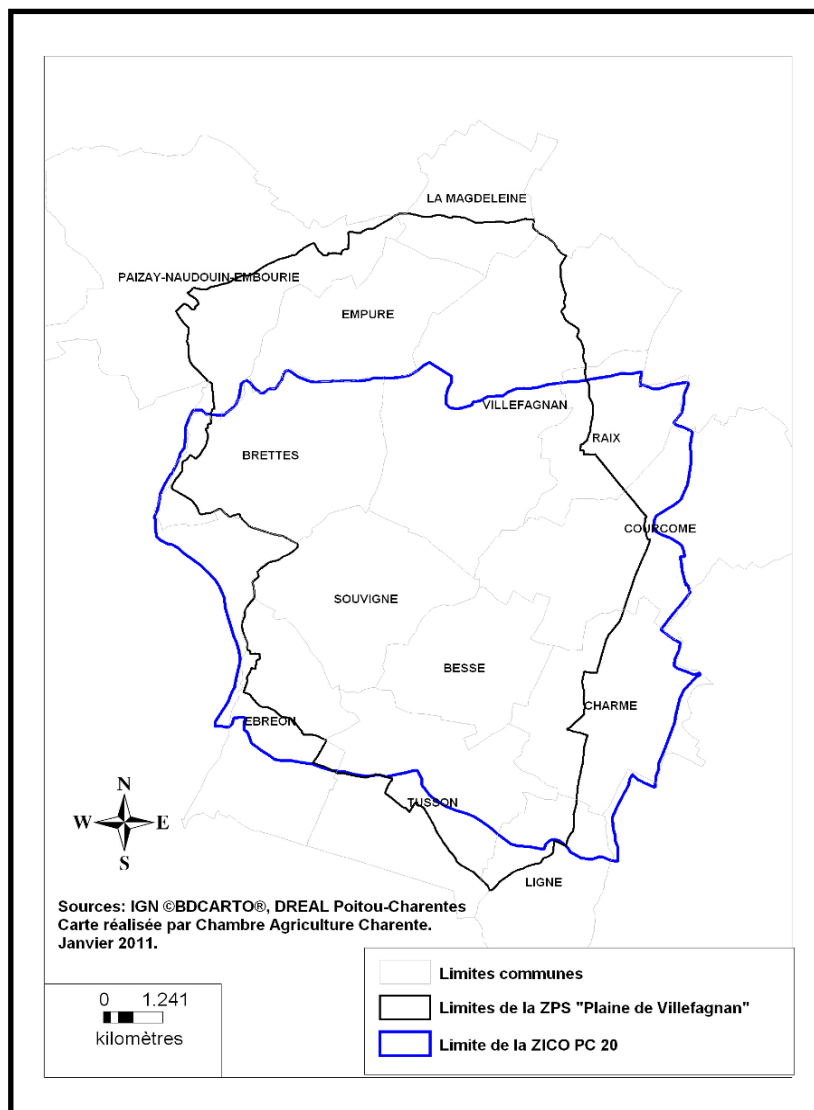 LA MAGDELEINE
PAIZAY-NAUDOUIN-EMBOURIE
EMPURE
VILLEFAGNAN
RAIX
BRETTES
COURCOME
SOUVIGNE
BESSE
CHARME
EBREON
TUSSON
LIGNE
N
W E
S
Sources: IGN ©BDCARTO®, DREAL Poitou-Charentes
Carte réalisée par Chambre Agriculture Charente.
Janvier 2011.
0 1.241
kilomètres
Limites communes
Limites de la ZPS "Plaine de Villefagnan"
Limite de la ZICO PC 20